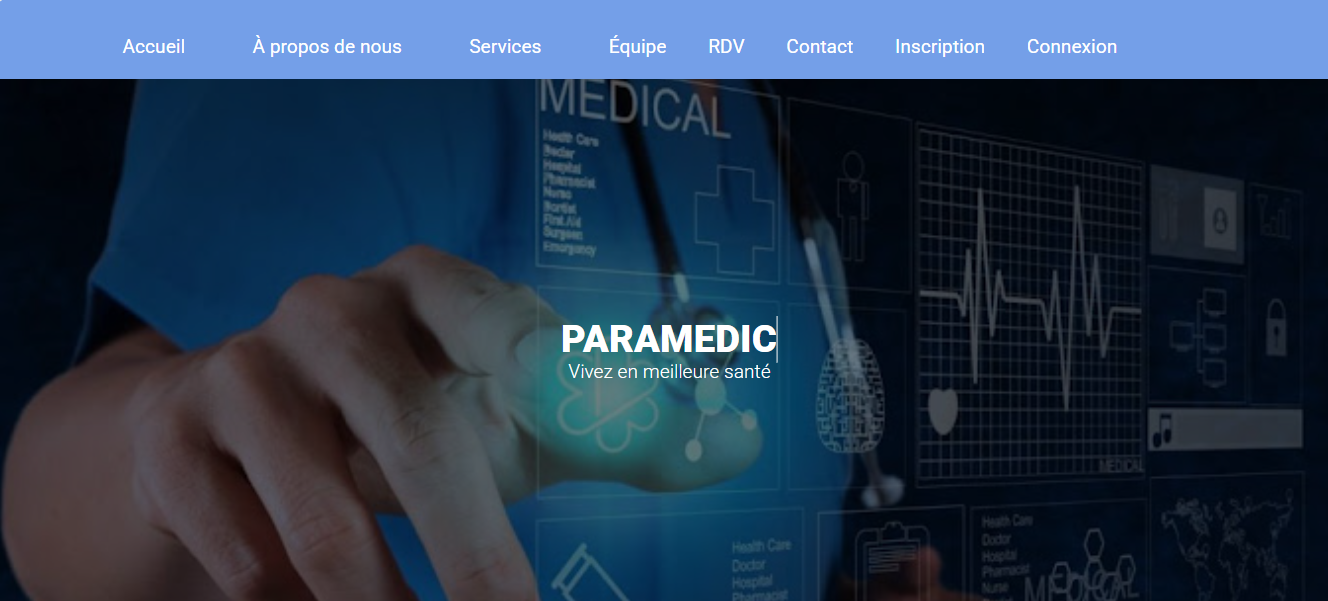 Accueil À propos de nous Services Équipe RDV Contact Inscription Connexion
MEDICAL
Health Care
Doctor
Hospital
Pharmacist
Nurse
Dentist
First Aid
Surgeon
Emergency
PARAMEDIC
Vivez en meilleure santé
MEDICAL
Health Care
Doctor
Hospital
Pharmacist
Health Care
Doctor
Hospital
Pharmacist
Nurse
MEDICAL